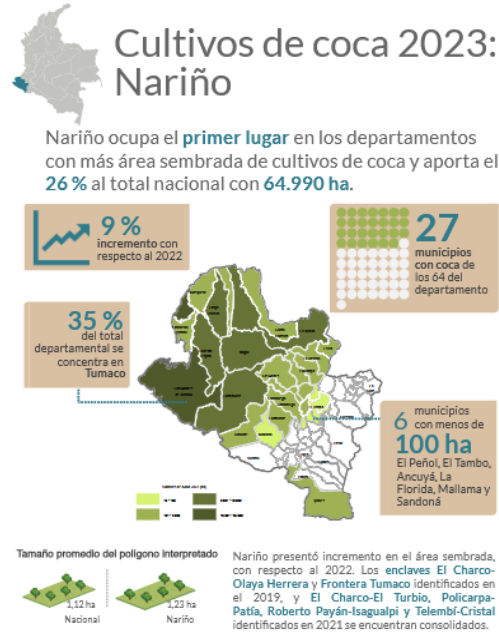 Cultivos de coca 2023:
Nariño
Nariño ocupa el primer lugar en los departamentos
con más área sembrada de cultivos de coca y aporta el
26 % al total nacional con 64.990 ha.
9 %
incremento con
respecto al 2022
27
municipios
con coca de
los 64 del
departamento
35 %
del total
departamental se
concentra en
Tumaco
6 municipios
con menos de
100 ha
El Peñol, El Tambo,
Ancuyá, La
Florida, Mallama y
Sandoná
Tamaño promedio del polígono interpretado
1,12 ha
Nacional
1,23 ha
Nariño
Nariño presentó incremento en el área sembrada,
con respecto al 2022. Los enclaves El Charco-
Olaya Herrera y Frontera Tumaco identificados en
el 2019, y El Charco-El Turbio, Policarpa-
Patía, Roberto Payán-Isagualpi y Telembí-Cristal
identificados en 2021 se encuentran consolidados.